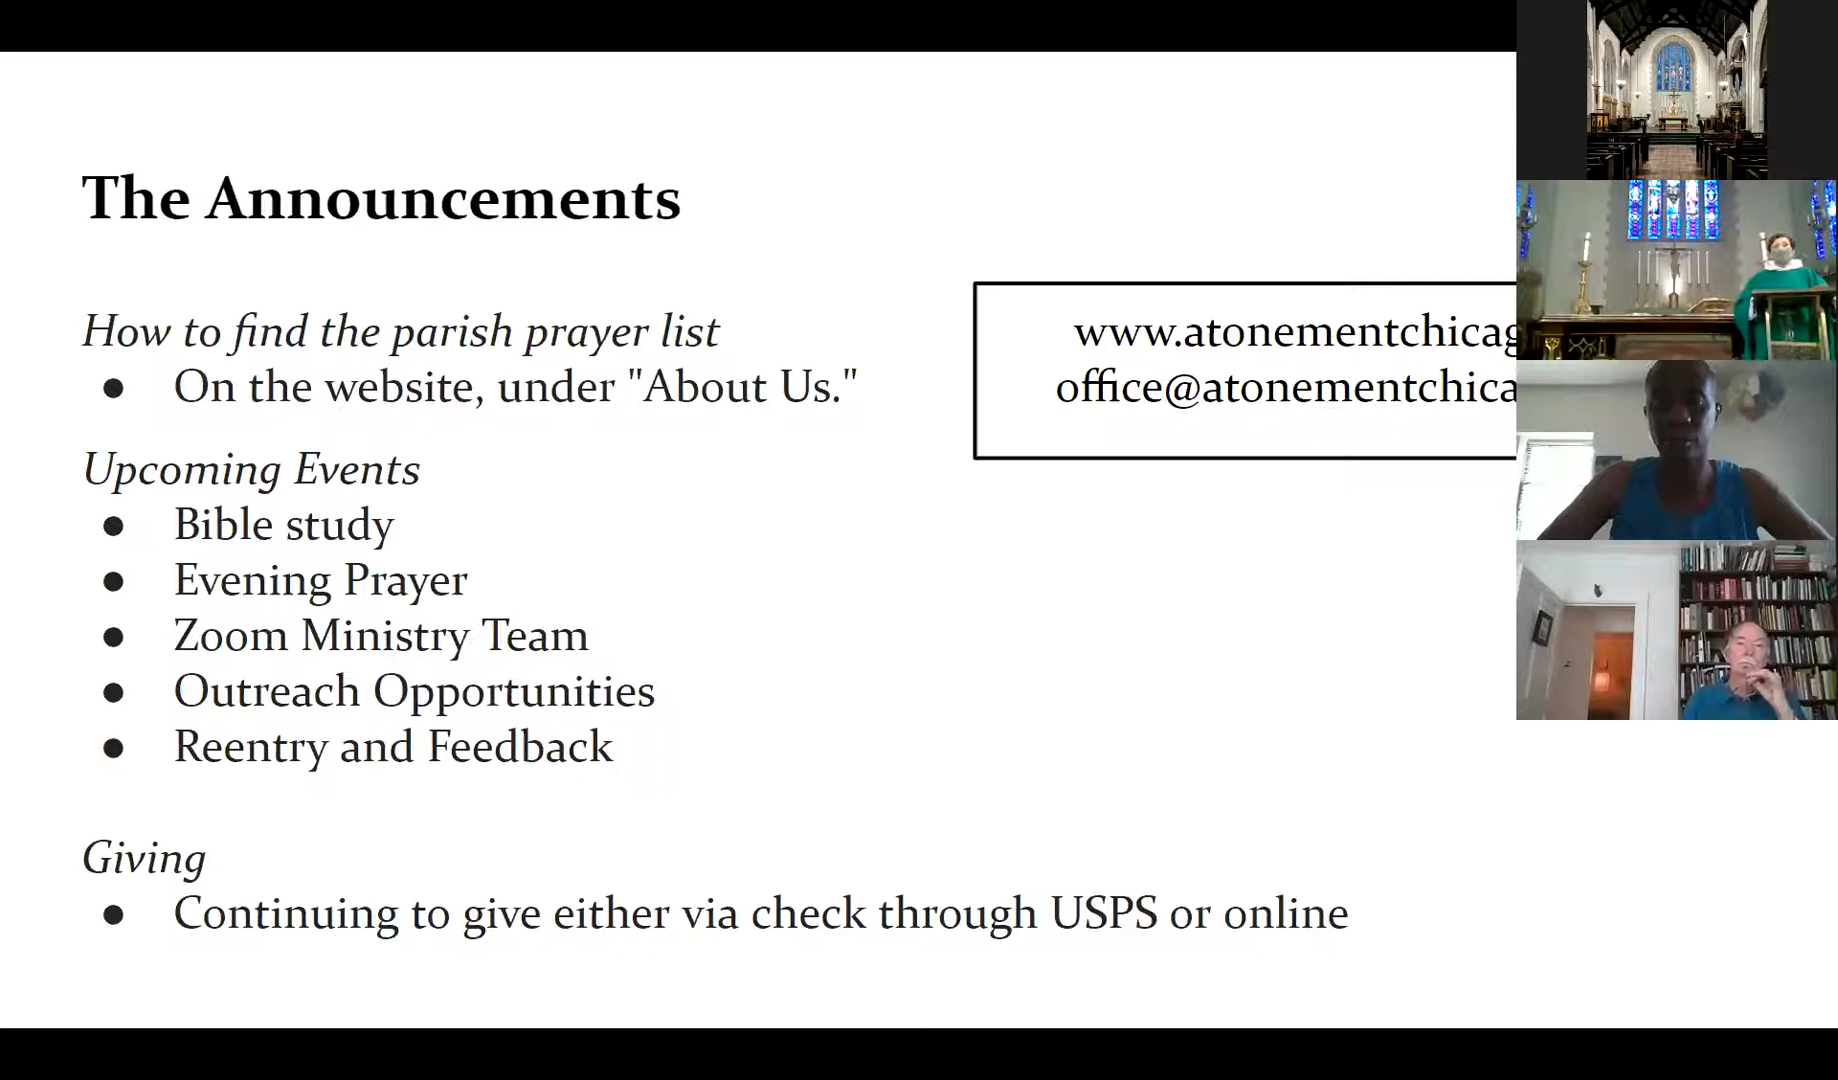 The Announcements
How to find the parish prayer list
● On the website, under "About Us."
www.atonementchicag
office@atonementchica
Upcoming Events
● Bible study
● Evening Prayer
● Zoom Ministry Team
● Outreach Opportunities
● Reentry and Feedback
Giving
● Continuing to give either via check through USPS or online